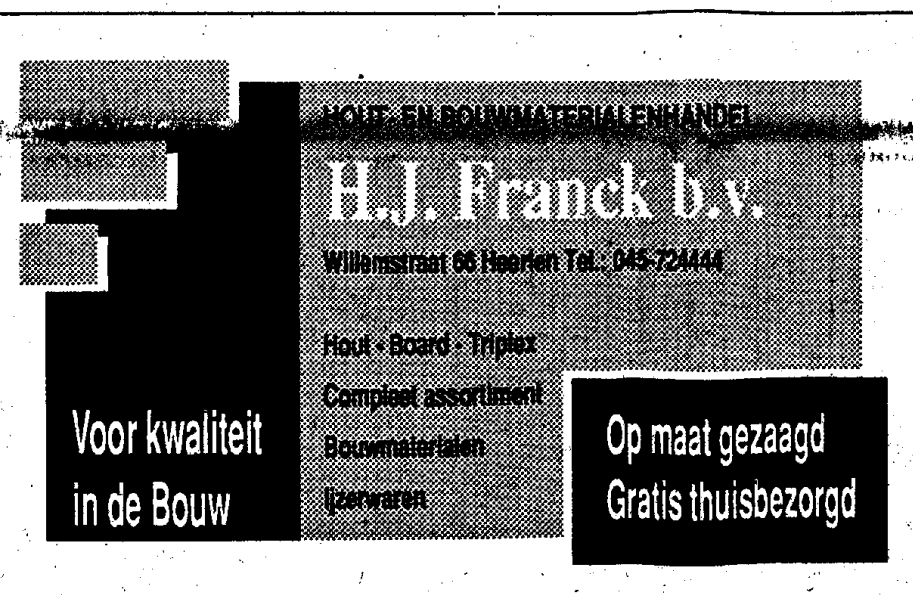 HOUT- EN BOUWMATERIALENHANDEL
H.J. Franck b.v.
Willemstraat 66 Heerlen Tel.: 045-724444
Hout - Board - Triplex
Compleet assortiment
Bouwmaterialen
Ijzerwaren
Voor kwaliteit
in de Bouw
Op maat gezaagd
Gratis thuisbezorgd